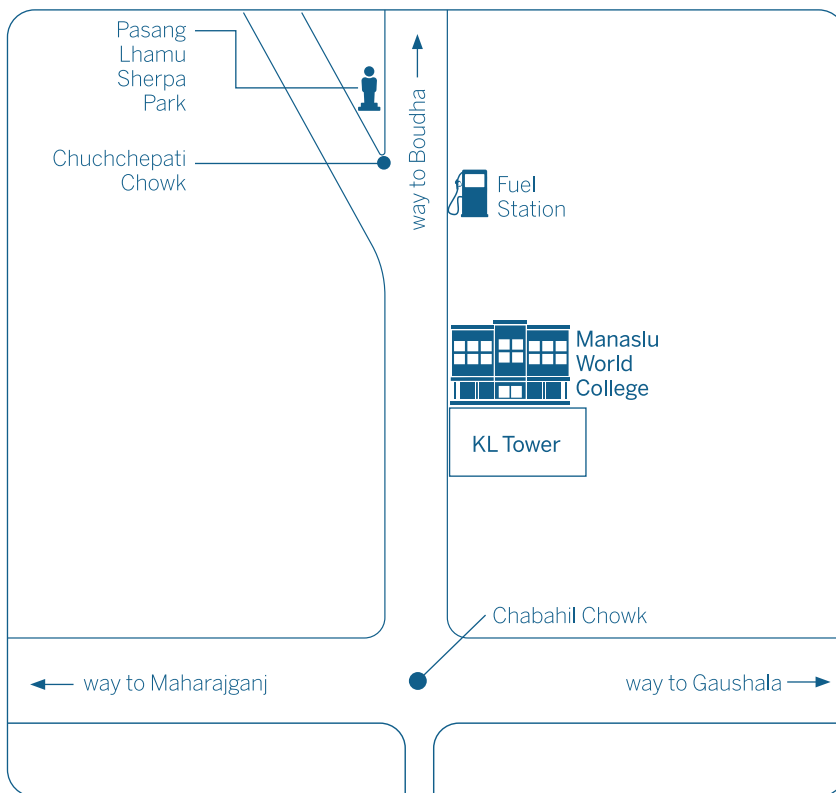 Pasang
Lhamu
Sherpa
Park
Chuchchepati
Chowk
way to Boudha
Fuel
Station
Manaslu
World
College
KL Tower
Chabahil Chowk
way to Maharajganj
way to Gaushala